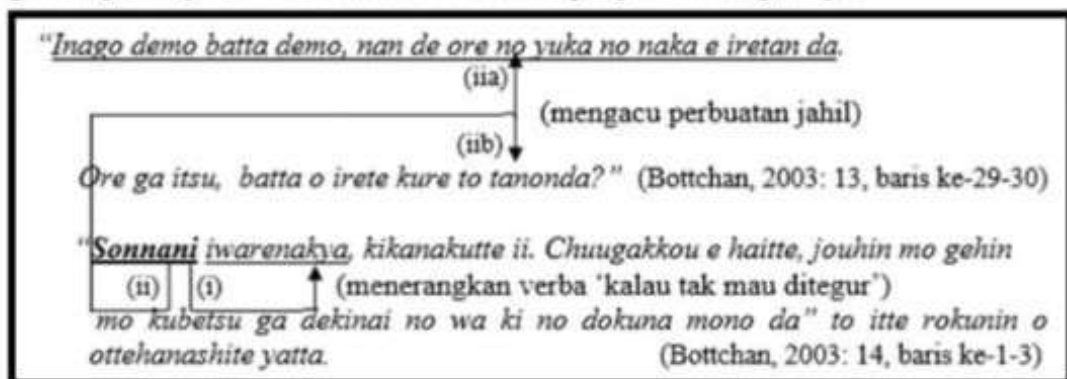 "Inago demo batta demo, nan de ore no yuka no naka e iretan da.
(iia)
(mengacu perbuatan jahil)
(iib)
Ore ga itsu, batta o irete kure to tanonda?" (Bottchan, 2003: 13, baris ke-29-30)
"Sonnani iwarenakya, kikanakutte ii. Chuugakkou e haitte, jouhin mo gehin
(ii) (i) (menerangkan verba 'kalau tak mau ditegur')
mo kubetsu ga dekinai no wa ki no dokuna mono da" to itte rokunin o
ottehanashite yatta. (Bottchan, 2003: 14, baris ke-1-3)